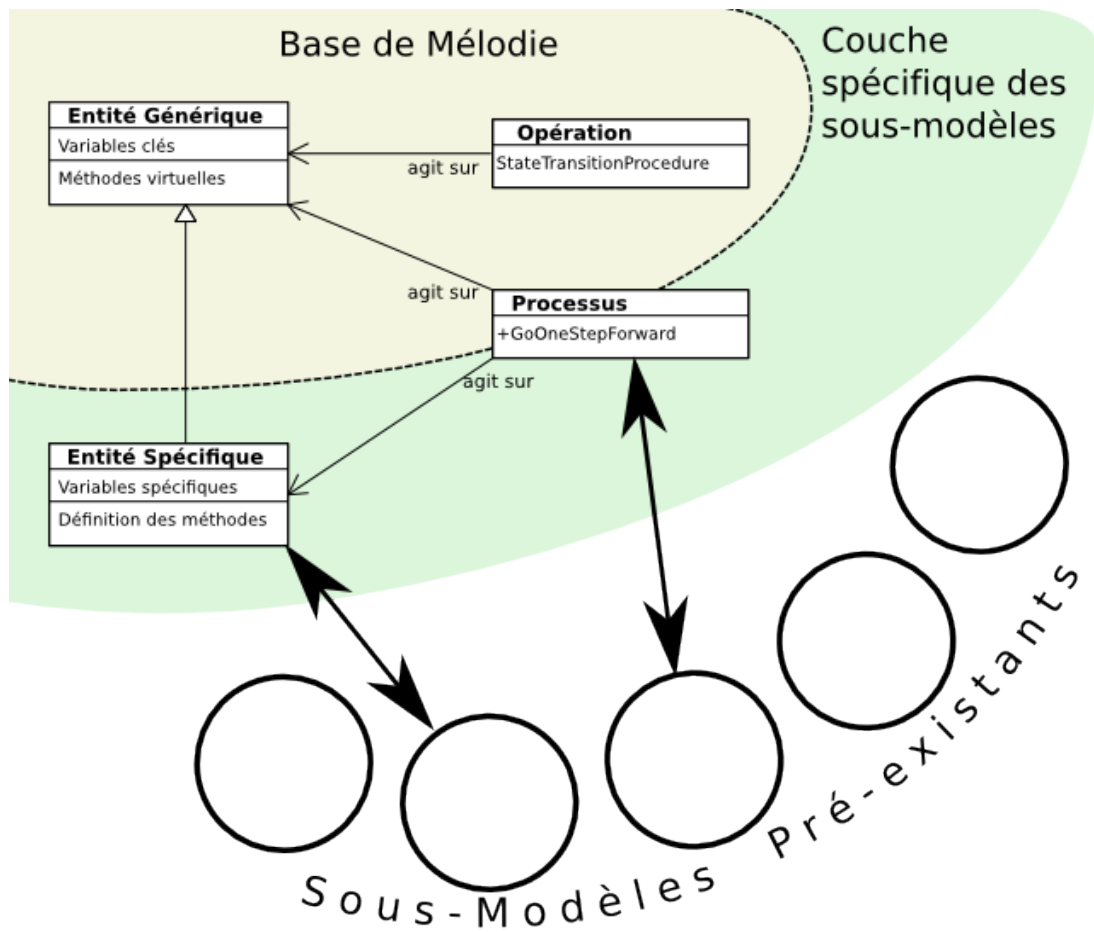 Base de Mélodie
Couche
spécifique des
sous-modèles
Entité Générique
Variables clés
Méthodes virtuelles
Opération
StateTransitionProcedure
agit sur
agit sur
Processus
+GoOneStepForward
agit sur
Entité Spécifique
Variables spécifiques
Définition des méthodes
Sous-Modèles Pré-existants